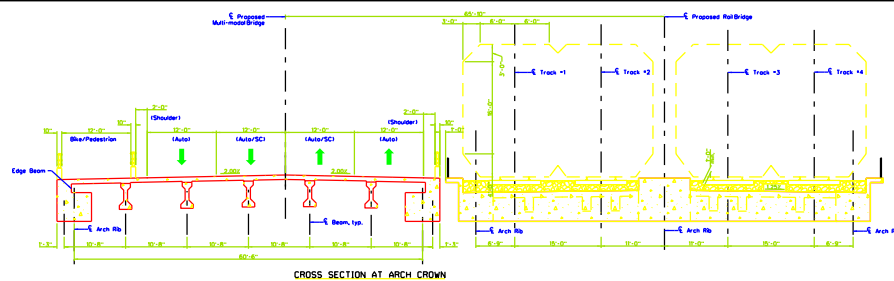 ℄ Proposed
Multi-modal Bridge
65'-10"
℄ Proposed Rail Bridge
1'-0" 6'-0" 6'-0"
℄ Track #1
℄ Track #2
℄ Track #3
℄ Track #4
2'-0"
(Shoulder)
2'-0"
(Shoulder)
10" 12'-0" 10" 12'-0" 12'-0" 12'-0" 12'-0" 10"
Bike/Pedestrian
(Auto)
(Auto/SC)
(Auto/SC)
(Auto)
Edge Beam
2.00% 2.00%
℄ Beam, typ.
℄ Arch Rib
1'-3" 10'-8" 10'-8" 10'-8" 10'-8" 10'-8" 10'-8" 1'-3"
60'-6"
6'-9" 15'-0" 11'-0" 11'-0" 15'-0" 6'-9"
℄ Arch Rib
℄ Arch Rib
℄ Arch R
CROSS SECTION AT ARCH CROWN